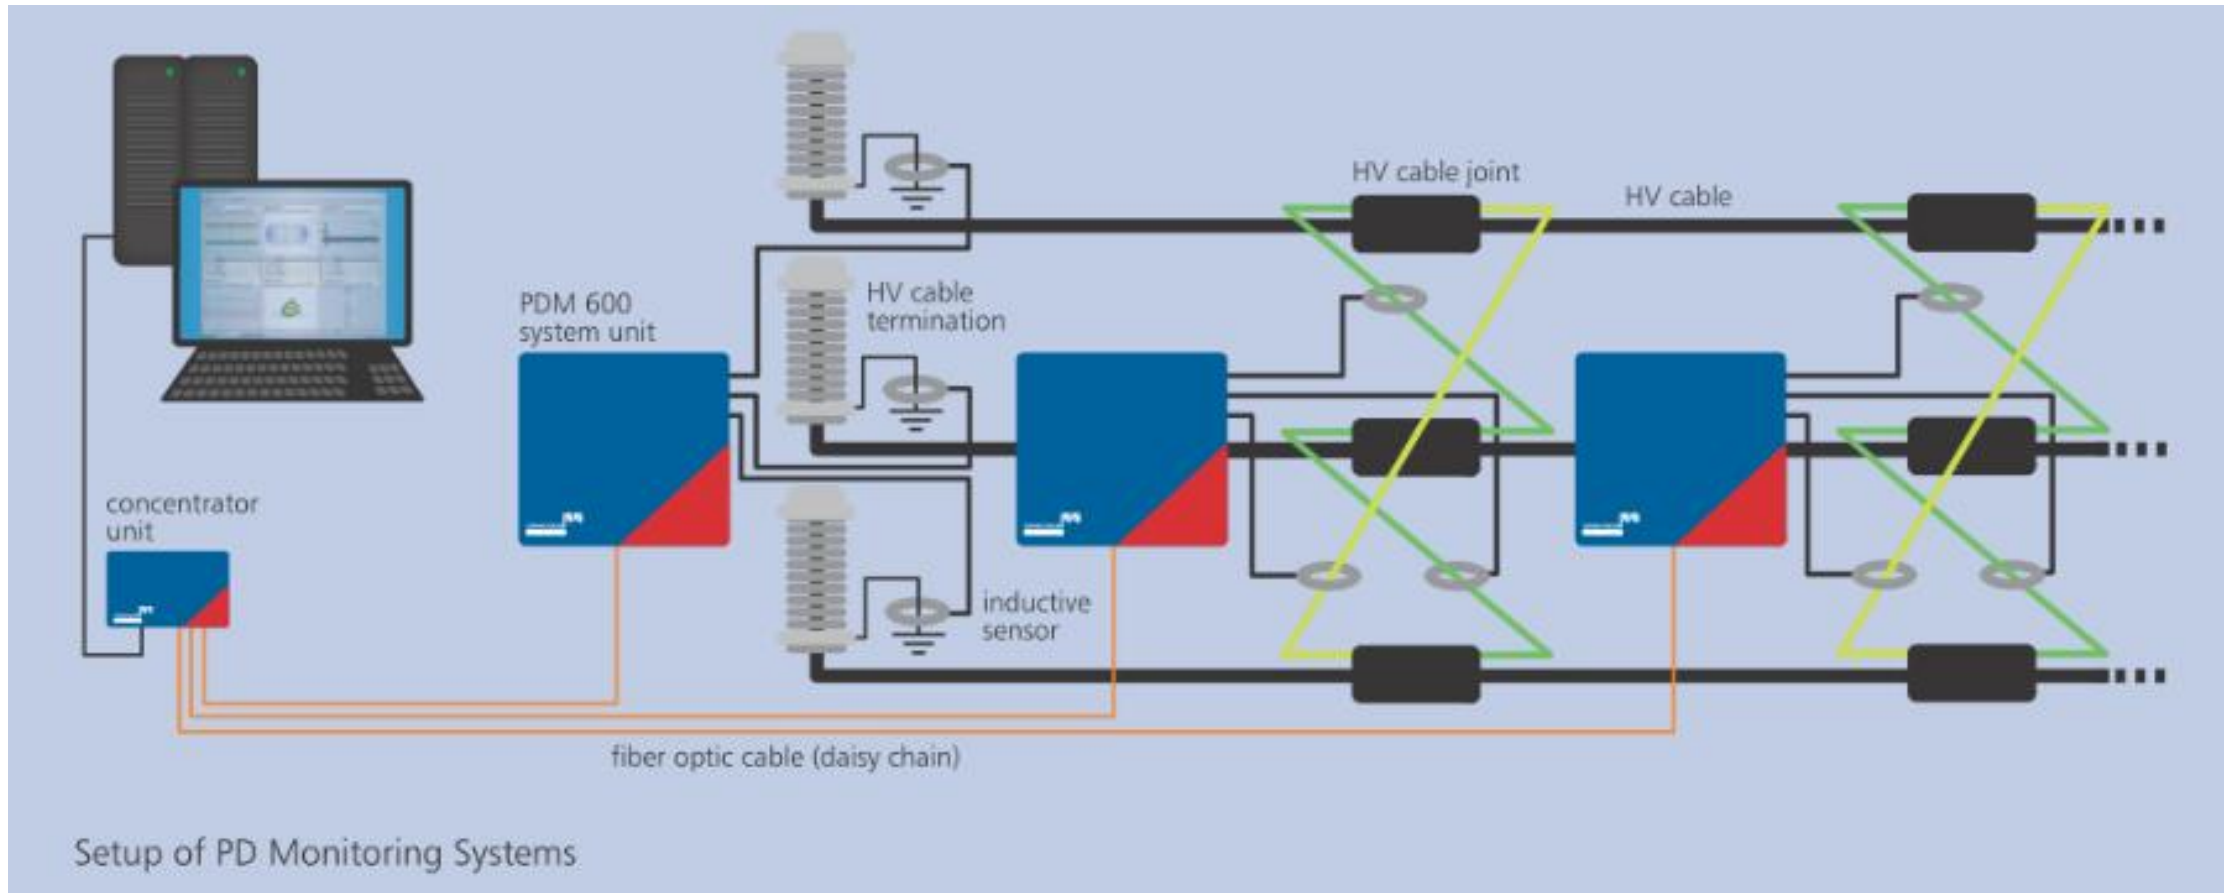 HV cable joint
HV cable
PDM 600
system unit
HV cable
termination
concentrator
unit
inductive
sensor
fiber optic cable (daisy chain)
Setup of PD Monitoring Systems